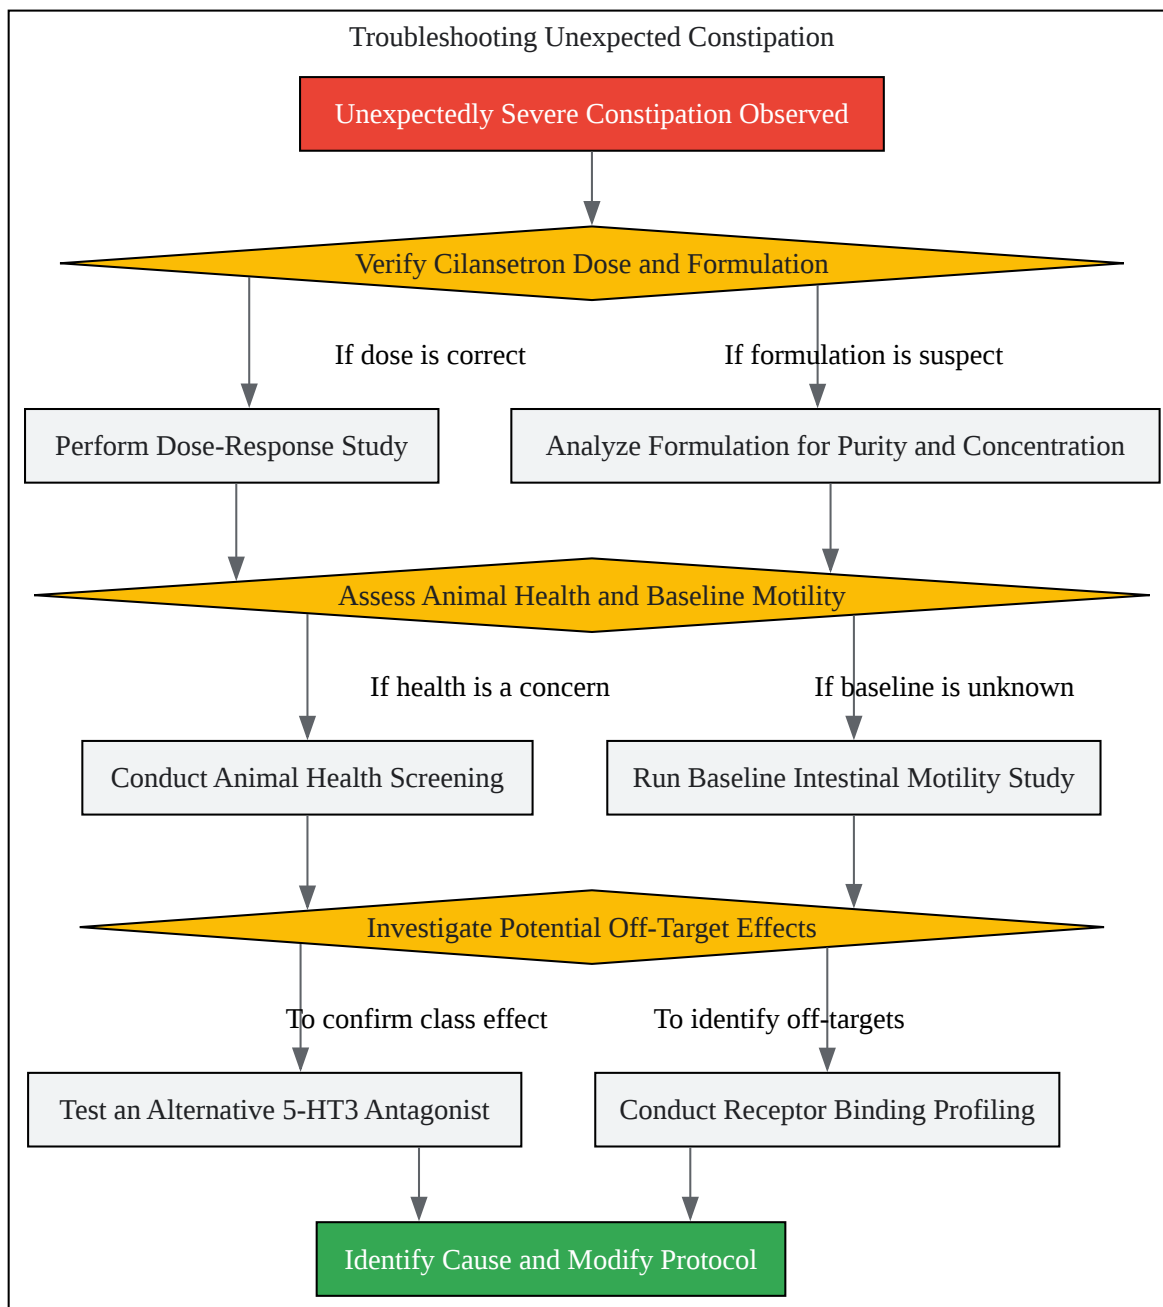 Troubleshooting Unexpected Constipation
Unexpectedly Severe Constipation Observed
Verify Cilansetron Dose and Formulation
If dose is correct
If formulation is suspect
Perform Dose-Response Study
Analyze Formulation for Purity and Concentration
Assess Animal Health and Baseline Motility
If health is a concern
If baseline is unknown
Conduct Animal Health Screening
Run Baseline Intestinal Motility Study
Investigate Potential Off-Target Effects
To confirm class effect
To identify off-targets
Test an Alternative 5-HT3 Antagonist
Conduct Receptor Binding Profiling
Identify Cause and Modify Protocol